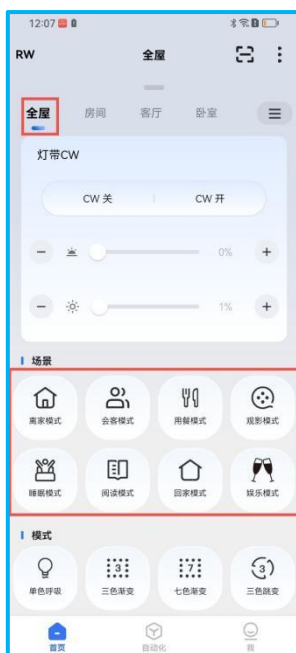 12:07
RW 全屋
全屋 房间 客厅 卧室
灯带CW
CW 关 CW 开
0%
1%
场景
离家模式 会客模式 用餐模式 观影模式
睡眠模式 阅读模式 回家模式 娱乐模式
模式
3 7 3
单色呼吸 三色渐变 七色渐变 三色跳变
首页 自动化 我